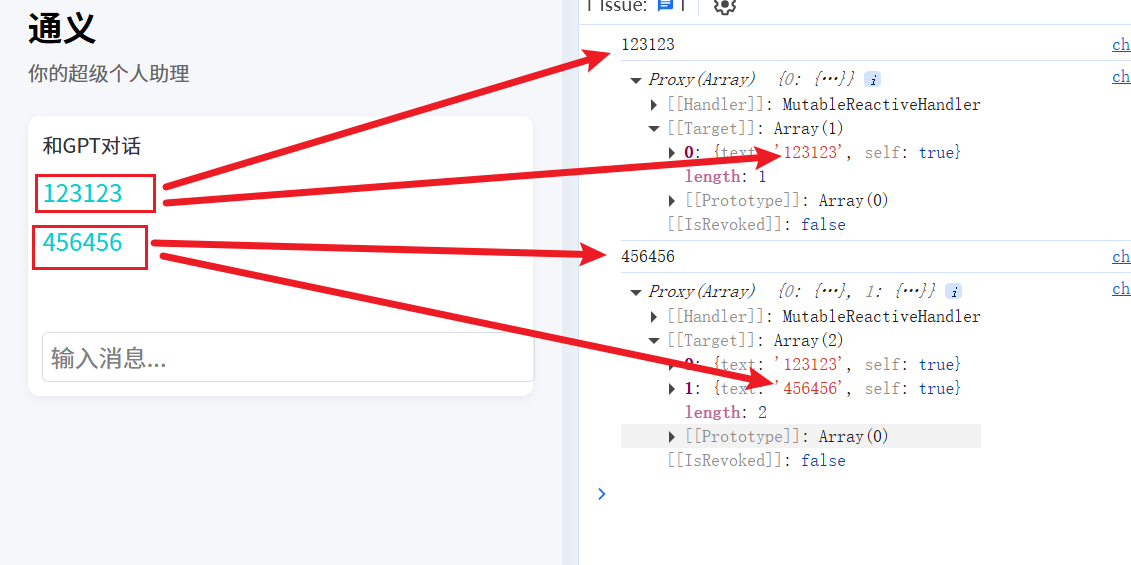 通义
你的超级个人助理
和GPT对话
123123
456456
输入消息...
1 Issue: 1
123123
ch
Proxy(Array) {0: {…}} i
ch
[[Handler]]: MutableReactiveHandler
[[Target]]: Array(1)
0: {text: '123123', self: true}
length: 1
[[Prototype]]: Array(0)
[[IsRevoked]]: false
456456
ch
Proxy(Array) {0: {…}, 1: {…}} i
ch
[[Handler]]: MutableReactiveHandler
[[Target]]: Array(2)
0: {text: '123123', self: true}
1: {text: '456456', self: true}
length: 2
[[Prototype]]: Array(0)
[[IsRevoked]]: false